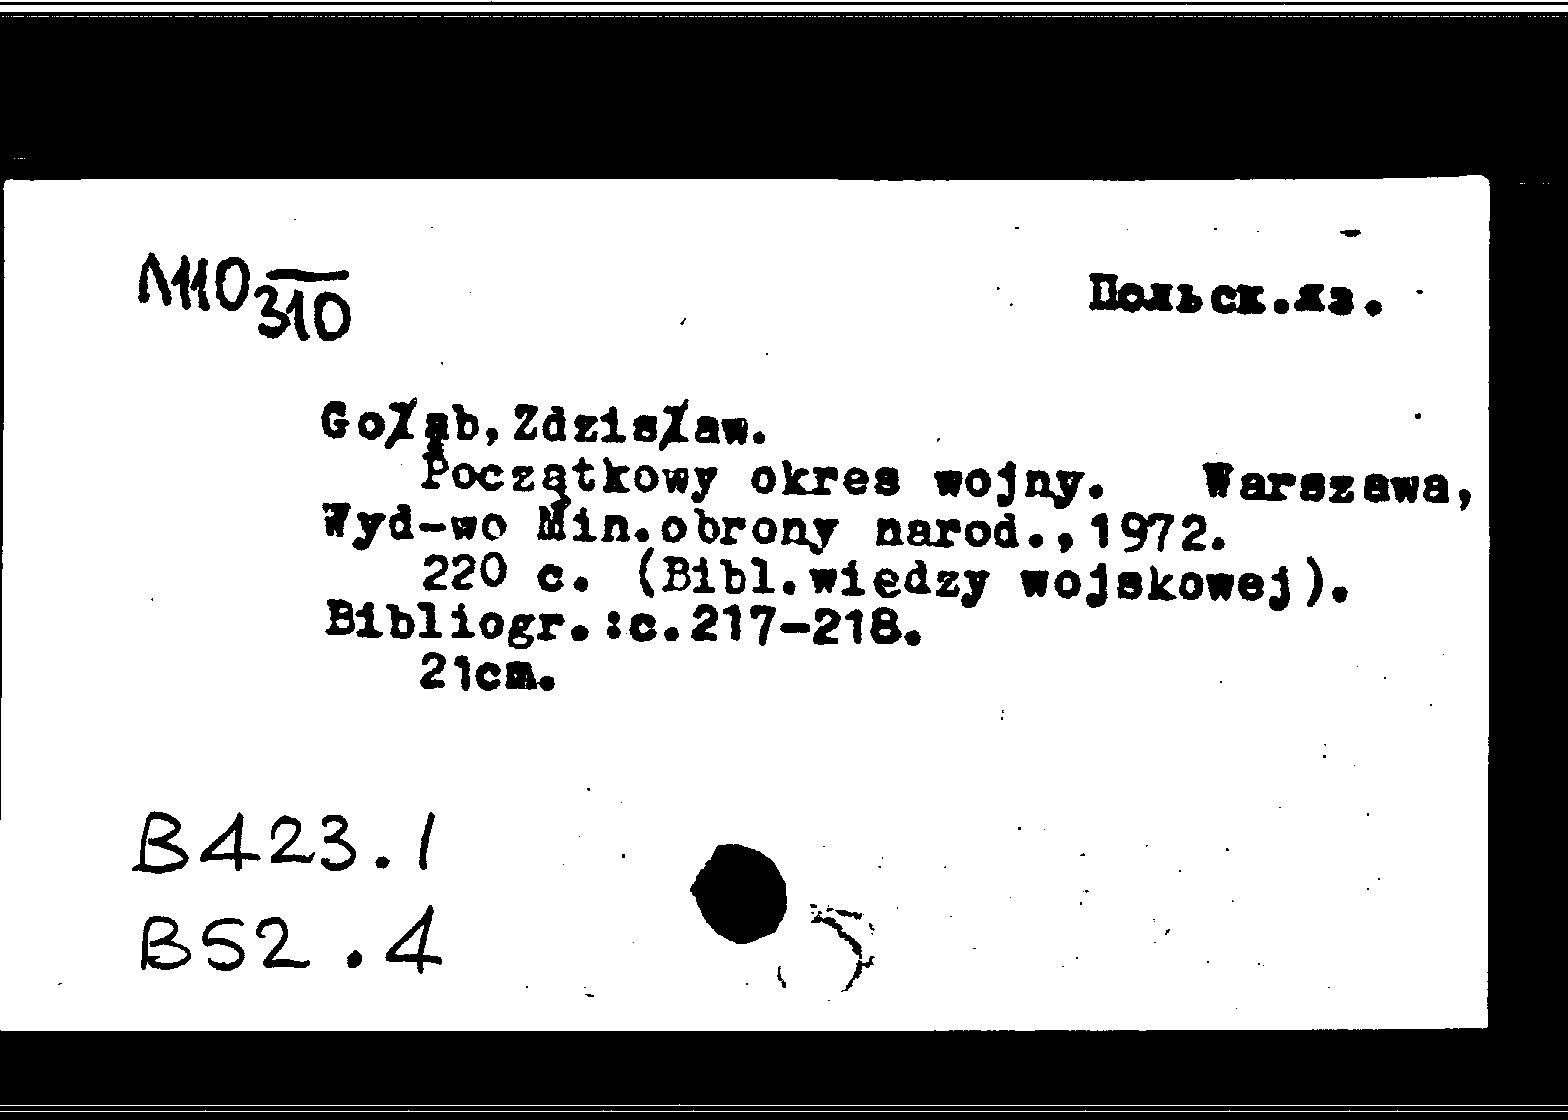 Л110 310
Польск.яз.
Gołąb, Zdzisław.
Początkowy okres wojny. Warszawa,
Wyd-wo Min.obrony narod.,1972.
220 с. (Bibl.wiedzy wojskowej).
Bibliogr.:с.217-218.
21cm.
B423.1
B52.4